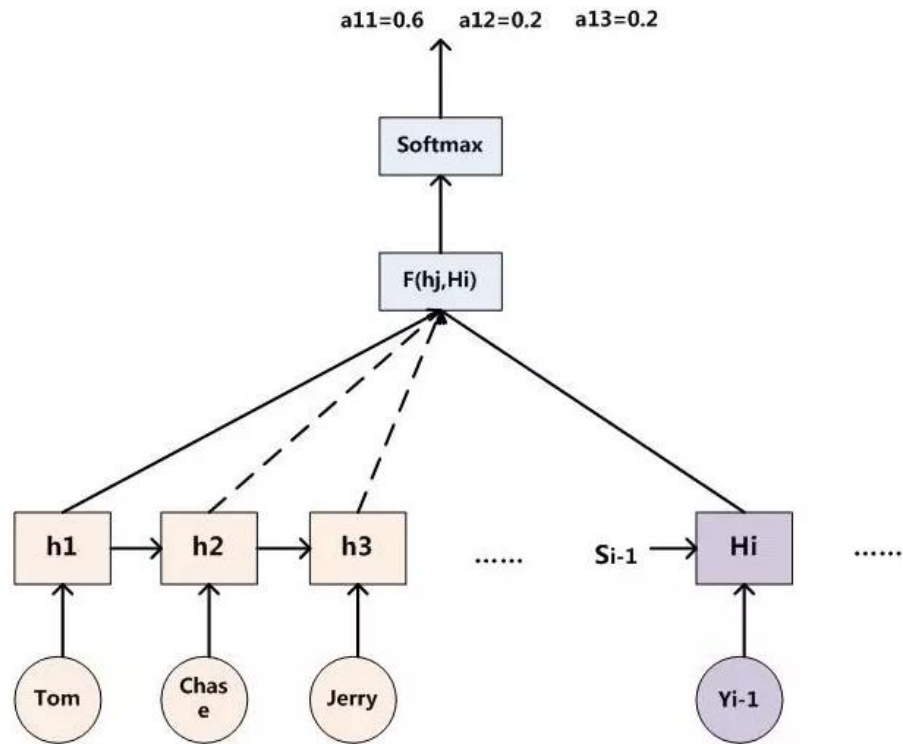 a11=0.6 a12=0.2 a13=0.2
Softmax
F(hj,Hi)
h1 h2 h3 ...... Si-1 Hi ......
Tom Chas
e Jerry Yi-1